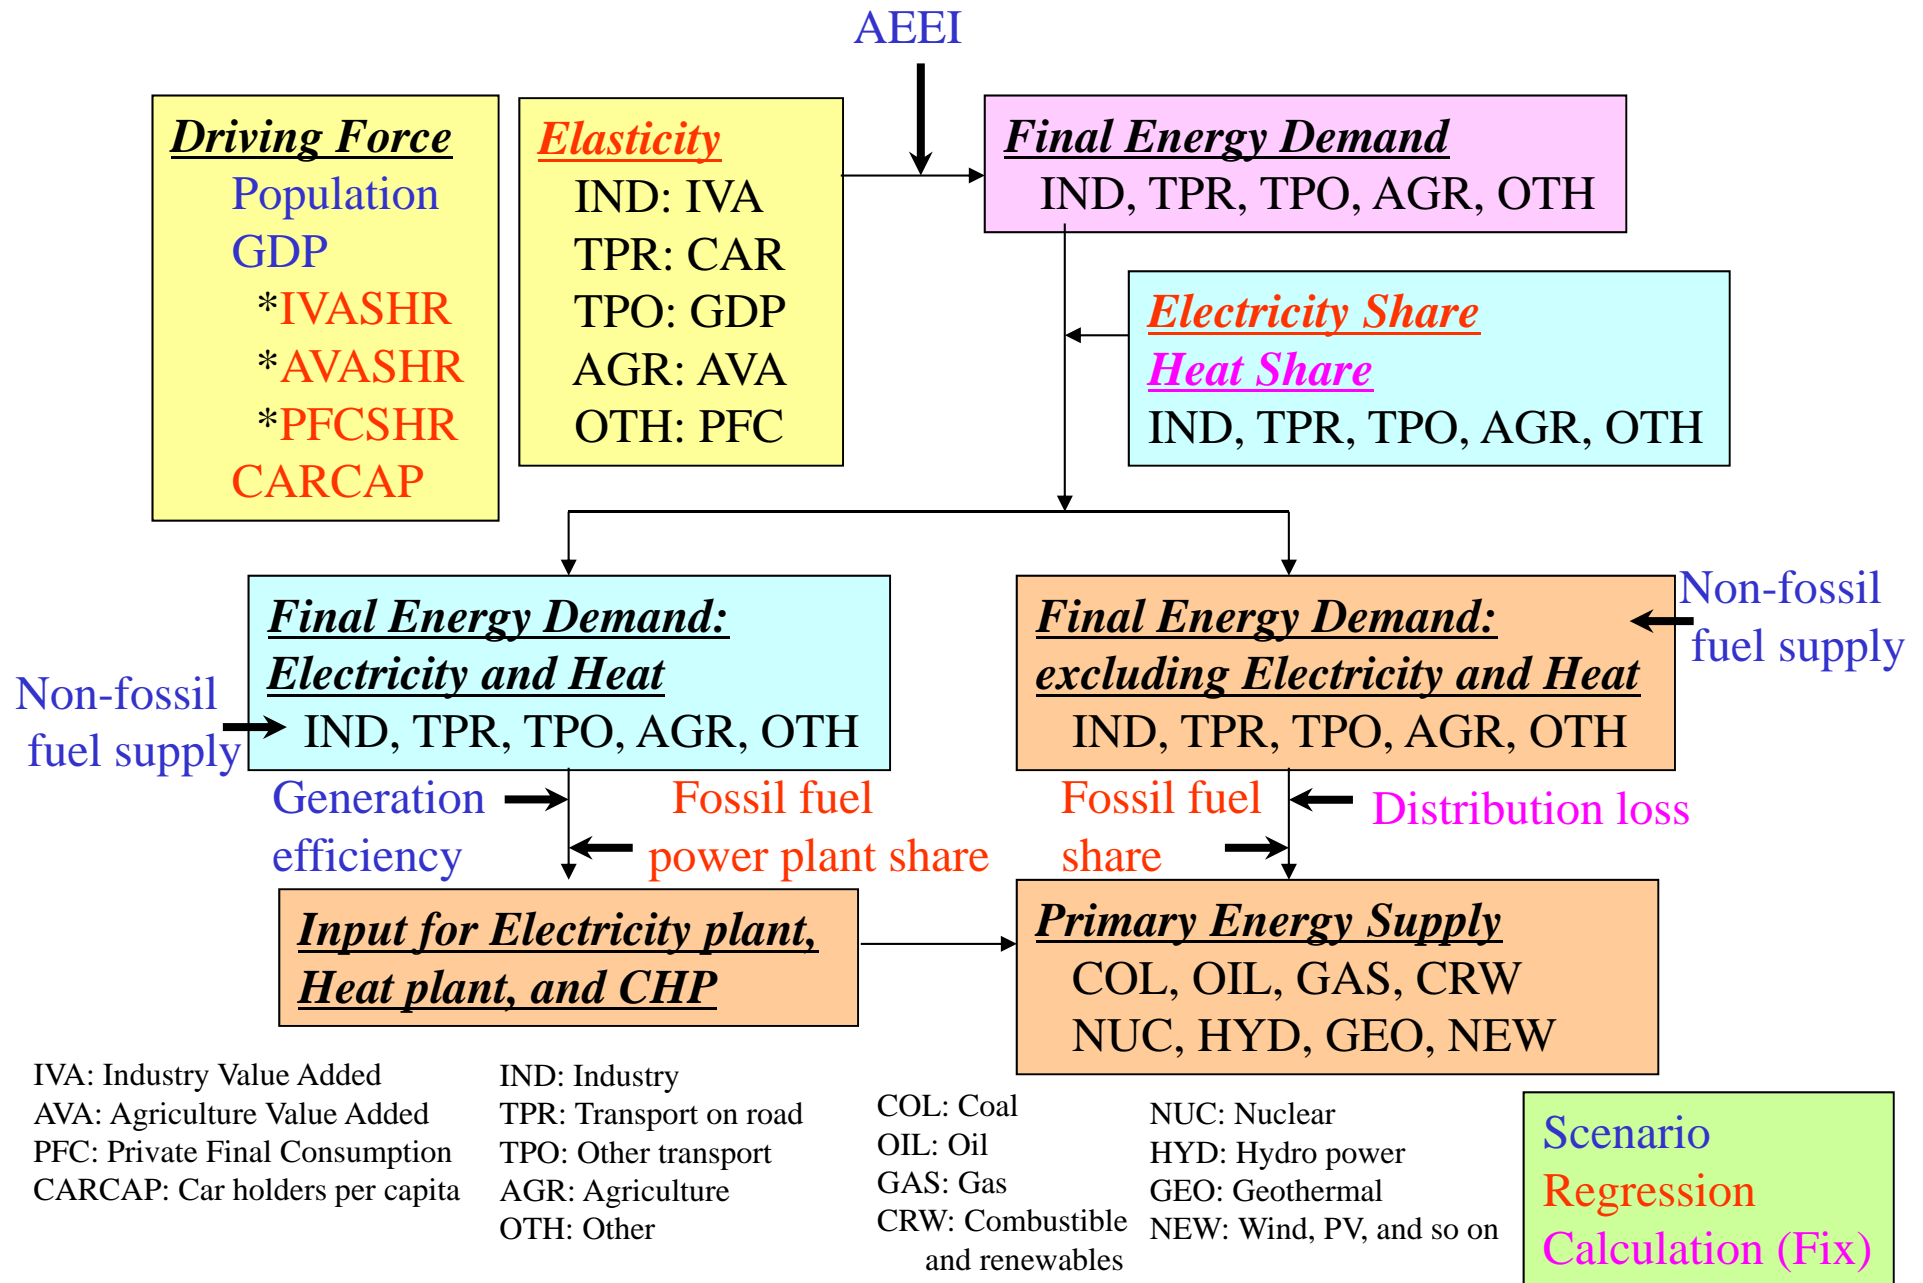 AEEI
Driving Force
Population
GDP
*IVASHR
*AVASHR
*PFCSHR
CARCAP
Elasticity
IND: IVA
TPR: CAR
TPO: GDP
AGR: AVA
OTH: PFC
Final Energy Demand
IND, TPR, TPO, AGR, OTH
Electricity Share
Heat Share
IND, TPR, TPO, AGR, OTH
Non-fossil
fuel supply
Final Energy Demand:
Electricity and Heat
IND, TPR, TPO, AGR, OTH
Final Energy Demand:
excluding Electricity and Heat
IND, TPR, TPO, AGR, OTH
Non-fossil
fuel supply
Generation
efficiency
Fossil fuel
power plant share
Fossil fuel
share
Distribution loss
Input for Electricity plant,
Heat plant, and CHP
Primary Energy Supply
COL, OIL, GAS, CRW
NUC, HYD, GEO, NEW
IVA: Industry Value Added
AVA: Agriculture Value Added
PFC: Private Final Consumption
CARCAP: Car holders per capita
IND: Industry
TPR: Transport on road
TPO: Other transport
AGR: Agriculture
OTH: Other
COL: Coal
OIL: Oil
GAS: Gas
CRW: Combustible
and renewables
NUC: Nuclear
HYD: Hydro power
GEO: Geothermal
NEW: Wind, PV, and so on
Scenario
Regression
Calculation (Fix)